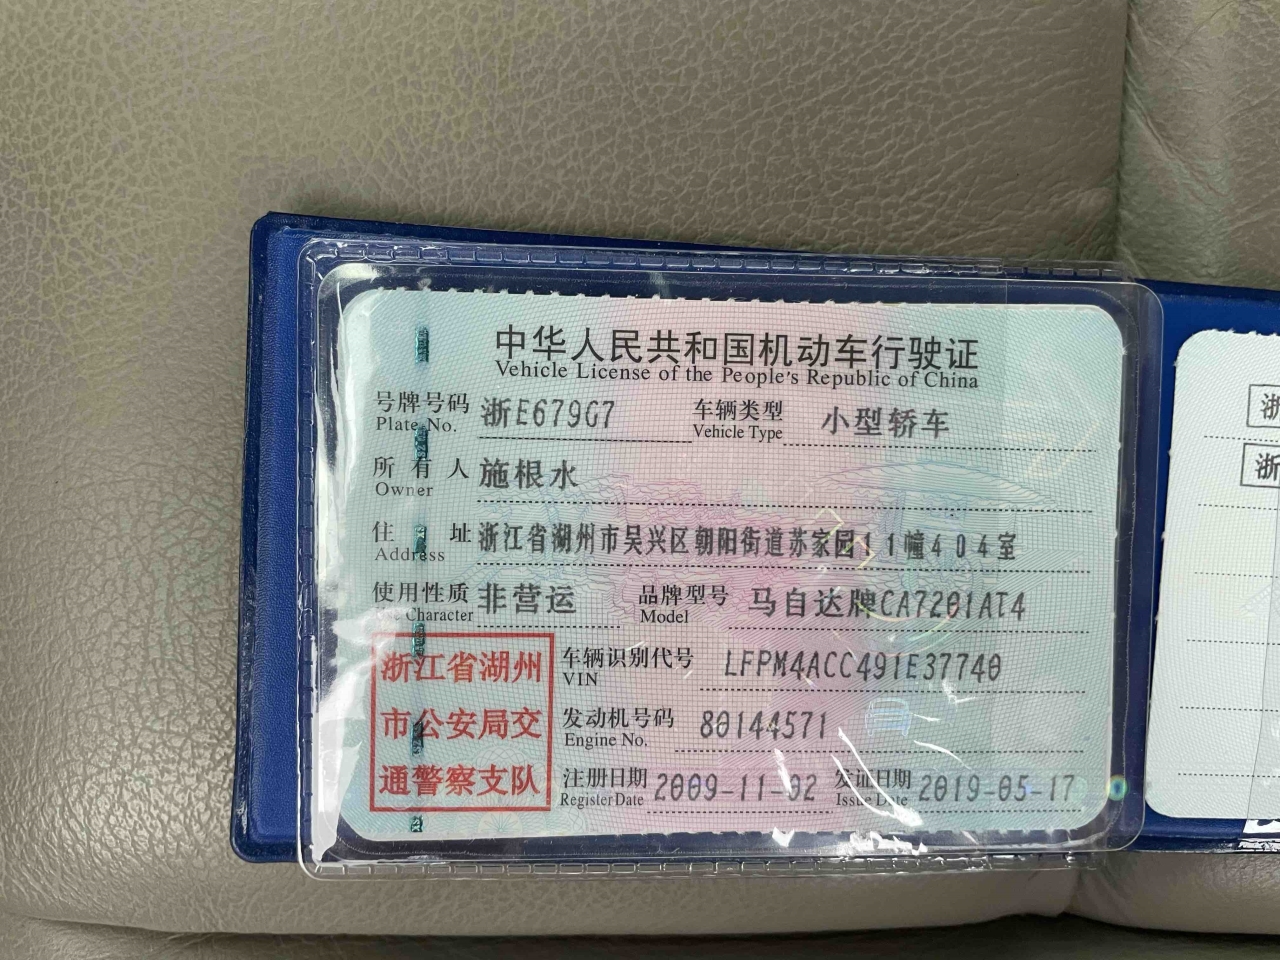 中华人民共和国机动车行驶证
Vehicle License of the People's Republic of China
号牌号码 浙E679G7 车辆类型 小型轿车
Plate No. Vehicle Type
所有人 施根水
Owner
住址 浙江省湖州市吴兴区朝阳街道苏家园11幢404室
Address
使用性质 非营运 品牌型号 马自达牌CA7201AT4
Use Character Model
浙江省湖州
市公安局交
通警察支队
车辆识别代号 LFPM4ACC491E37740
VIN
发动机号码 80144571
Engine No.
注册日期 2009-11-02 发证日期 2019-05-17
Register Date Issue Date
浙
浙